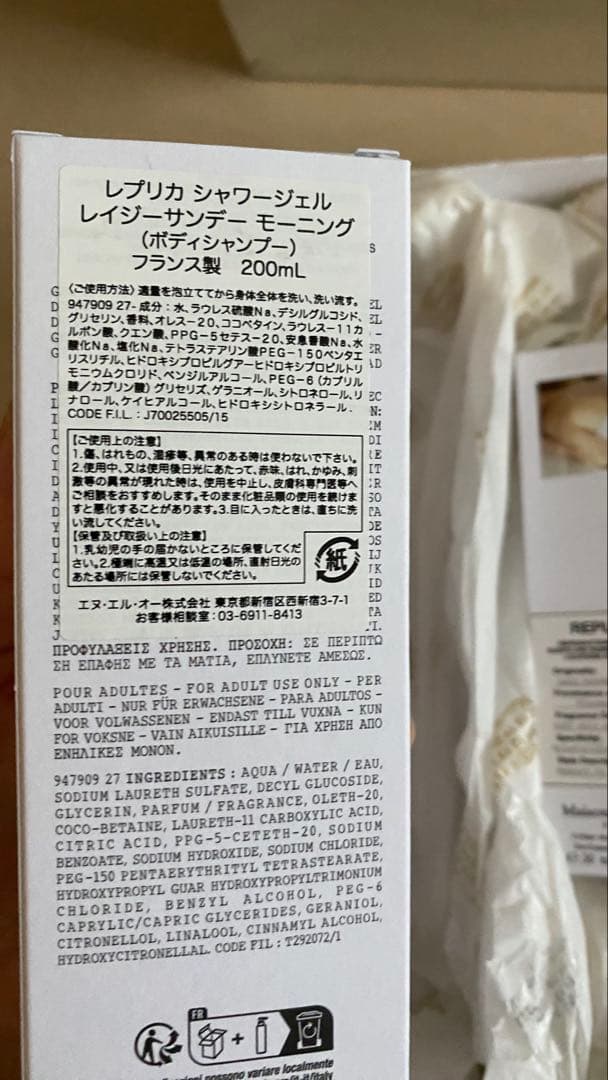 レプリカ シャワージェル
レイジーサンデー モーニング
（ボディシャンプー）
フランス製　200mL
〈ご使用方法〉適量を泡立ててから身体全体を洗い、洗い流す。
947909 27- 成分：水、ラウレス硫酸Na、デシルグルコシド、
グリセリン、香料、オレス-20、ココベタイン、ラウレス-11カ
ルボン酸、クエン酸、PPG-5セテス-20、安息香酸Na、水
酸化Na、塩化Na、テトラステアリン酸PEG-150ペンタエ
リスリチル、ヒドロキシプロピルグアーヒドロキシプロピルトリ
モニウムクロリド、ベンジルアルコール、PEG-6（カプリル
酸／カプリン酸）グリセリズ、ゲラニオール、シトロネロール、リ
ナロール、ケイヒアルコール、ヒドロキシシトロネラール.
CODE F.I.L. : J70025505/15
【ご使用上の注意】
1.傷、はれもの、湿疹等、異常のある時は使わないで下さい。
2.使用中、又は使用後日光にあたって、赤味、はれ、かゆみ、刺
激等の異常が現れた時は、使用を中止し、皮膚科専門医等へ
ご相談をおすすめします。そのまま化粧品類の使用を続けま
すと悪化することがあります。3.目に入ったときは、直ちに洗
い流してください。
【保管及び取扱い上の注意】
1.乳幼児の手の届かないところに保管してくだ
さい。2.極端に高温又は低温の場所、直射日光の
あたる場所には保管しないでください。
紙
エヌ・エル・オー株式会社 東京都新宿区西新宿3-7-1
お客様相談室：03-6911-8413
ΠΡΟΦΥΛΑΞΕΙΣ ΧΡΗΣΗΣ. ΠΡΟΣΟΧΗ: ΣΕ ΠΕΡΙΠΤΩ
ΣΗ ΕΠΑΦΗΣ ΜΕ ΤΑ ΜΑΤΙΑ, ΕΠΛΥΝΕΤΕ ΑΜΕΣΩΣ.
POUR ADULTES - FOR ADULT USE ONLY - PER
ADULTI - NUR FÜR ERWACHSENE - PARA ADULTOS -
VOOR VOLWASSENEN - ENDAST TILL VUXNA - KUN
FOR VOKSNE - VAIN AIKUISILLE - ΓΙΑ ΧΡΗΣΗ ΑΠΟ
ΕΝΗΛΙΚΕΣ ΜΟΝΟΝ.
947909 27 INGREDIENTS : AQUA / WATER / EAU,
SODIUM LAURETH SULFATE, DECYL GLUCOSIDE,
GLYCERIN, PARFUM / FRAGRANCE, OLETH-20,
COCO-BETAINE, LAURETH-11 CARBOXYLIC ACID,
CITRIC ACID, PPG-5-CETETH-20, SODIUM
BENZOATE, SODIUM HYDROXIDE, SODIUM CHLORIDE,
PEG-150 PENTAERYTHRITYL TETRASTEARATE,
HYDROXYPROPYL GUAR HYDROXYPROPYLTRIMONIUM
CHLORIDE, BENZYL ALCOHOL, PEG-6
CAPRYLIC/CAPRIC GLYCERIDES, GERANIOL,
CITRONELLOL, LINALOOL, CINNAMYL ALCOHOL,
HYDROXYCITRONELLAL. CODE FIL : T292072/1
FR
+
possono variare localmente